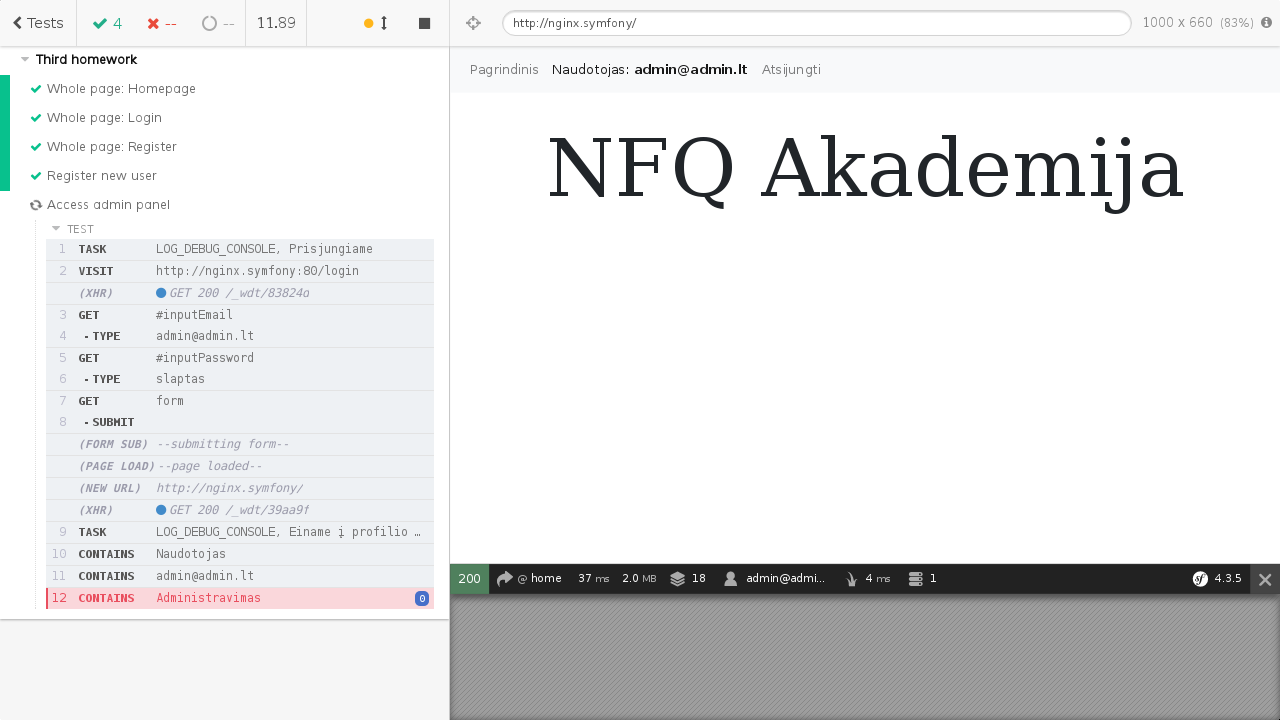 Tests 4 -- -- 11.89
http://nginx.symfony/ 1000 x 660 (83%)
Third homework
Whole page: Homepage
Whole page: Login
Whole page: Register
Register new user
Access admin panel
TEST
1 TASK LOG_DEBUG_CONSOLE, Prisjungiame
2 VISIT http://nginx.symfony:80/login
(XHR) GET 200 /_wdt/83824d
3 GET #inputEmail
4 - TYPE admin@admin.lt
5 GET #inputPassword
6 - TYPE slaptas
7 GET form
8 - SUBMIT
(FORM SUB) --submitting form--
(PAGE LOAD) --page loaded--
(NEW URL) http://nginx.symfony/
(XHR) GET 200 /_wdt/39aa9f
9 TASK LOG_DEBUG_CONSOLE, Einame į profilio …
10 CONTAINS Naudotojas
11 CONTAINS admin@admin.lt
12 CONTAINS Administravimas 0
Pagrindinis Naudotojas: admin@admin.lt Atsijungti
NFQ Akademija
200 @ home 37 ms 2.0 MB 18 admin@admi... 4 ms 1 sf 4.3.5